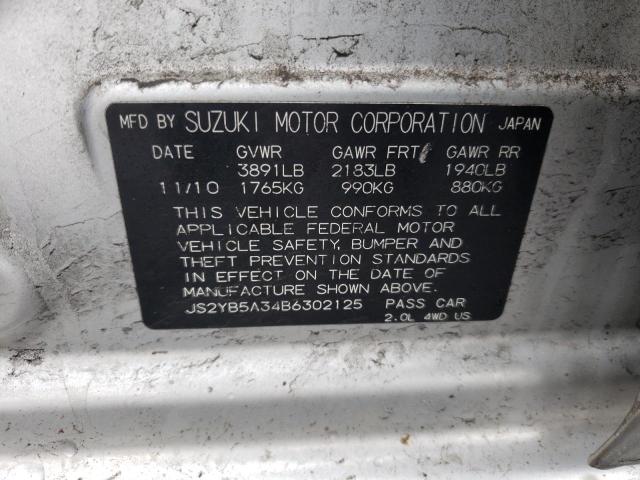 MFD BY SUZUKI MOTOR CORPORATION JAPAN
DATE GVWR GAWR FRT GAWR RR
3891LB 2183LB 1940LB
11/10 1765KG 990KG 880KG
THIS VEHICLE CONFORMS TO ALL
APPLICABLE FEDERAL MOTOR
VEHICLE SAFETY, BUMPER AND
THEFT PREVENTION STANDARDS
IN EFFECT ON THE DATE OF
MANUFACTURE SHOWN ABOVE.
JS2YB5A34B6302125 PASS CAR
2.0L 4WD US